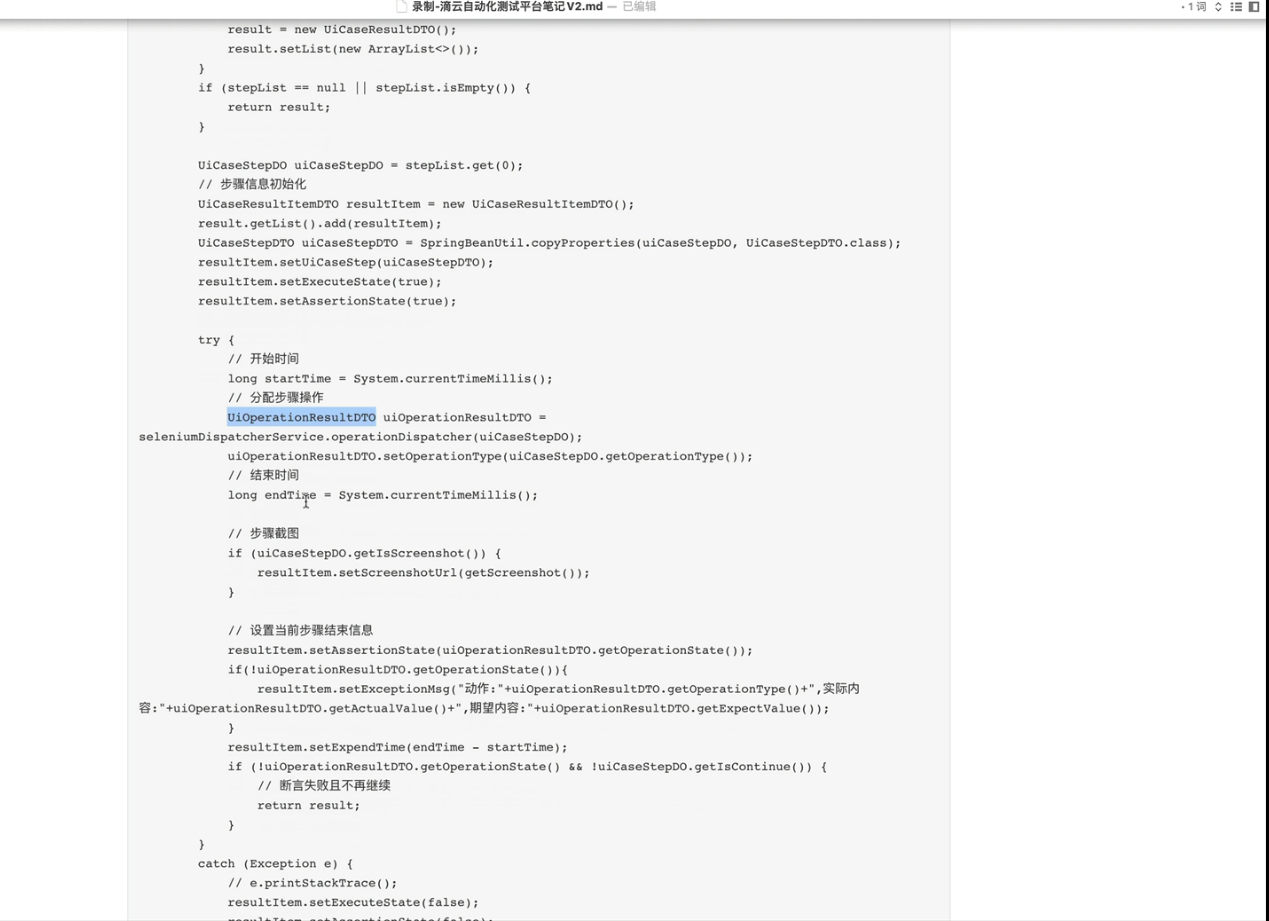 录制-滴云自动化测试平台笔记V2.md — 已编辑
· 1 词
result = new UiCaseResultDTO();
result.setList(new ArrayList<>());
}
if (stepList == null || stepList.isEmpty()) {
return result;
}
UiCaseStepDO uiCaseStepDO = stepList.get(0);
// 步骤信息初始化
UiCaseResultItemDTO resultItem = new UiCaseResultItemDTO();
result.getList().add(resultItem);
UiCaseStepDTO uiCaseStepDTO = SpringBeanUtil.copyProperties(uiCaseStepDO, UiCaseStepDTO.class);
resultItem.setUiCaseStep(uiCaseStepDTO);
resultItem.setExecuteState(true);
resultItem.setAssertionState(true);
try {
// 开始时间
long startTime = System.currentTimeMillis();
// 分配步骤操作
UiOperationResultDTO uiOperationResultDTO =
seleniumDispatcherService.operationDispatcher(uiCaseStepDO);
uiOperationResultDTO.setOperationType(uiCaseStepDO.getOperationType());
// 结束时间
long endTime = System.currentTimeMillis();
// 步骤截图
if (uiCaseStepDO.getIsScreenshot()) {
resultItem.setScreenshotUrl(getScreenshot());
}
// 设置当前步骤结束信息
resultItem.setAssertionState(uiOperationResultDTO.getOperationState());
if(!uiOperationResultDTO.getOperationState()){
resultItem.setExceptionMsg("动作:"+uiOperationResultDTO.getOperationType()+",实际内
容:"+uiOperationResultDTO.getActualValue()+",期望内容:"+uiOperationResultDTO.getExpectValue());
}
resultItem.setExpendTime(endTime - startTime);
if (!uiOperationResultDTO.getOperationState() && !uiCaseStepDO.getIsContinue()) {
// 断言失败且不再继续
return result;
}
}
catch (Exception e) {
// e.printStackTrace();
resultItem.setExecuteState(false);
resultItem.setAssertionState(false);